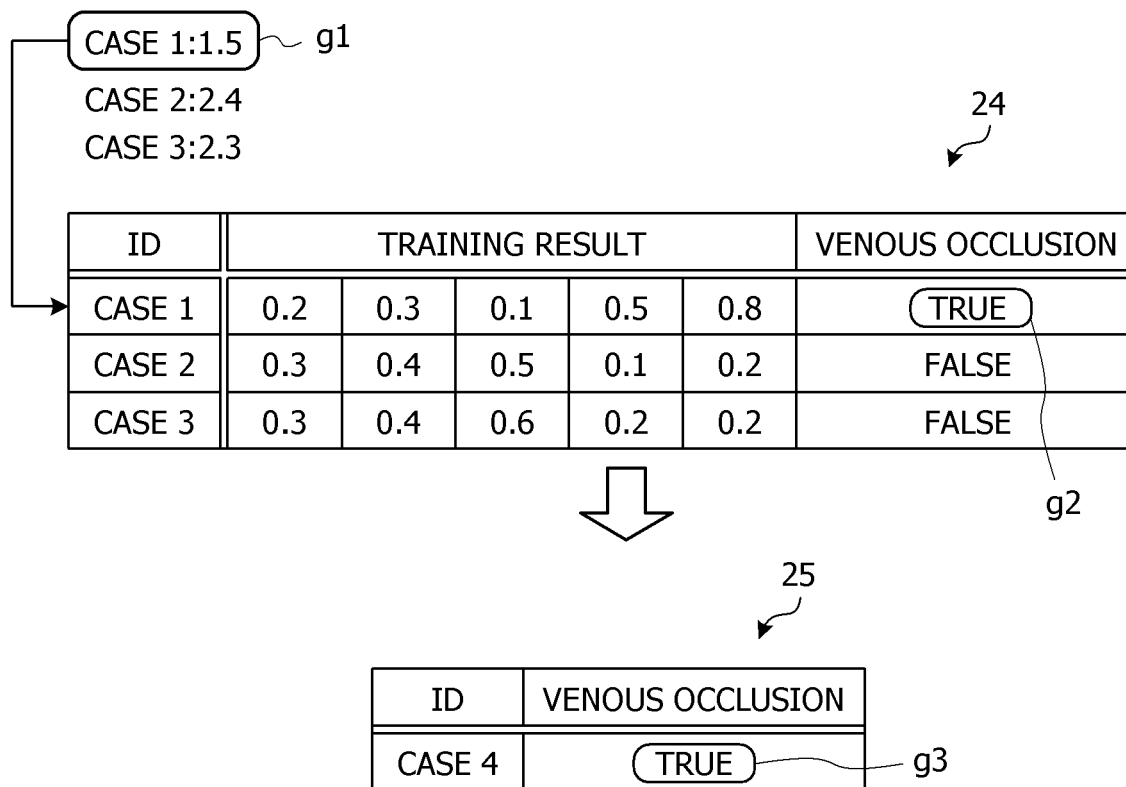 CASE 1:1.5 g1
CASE 2:2.4
CASE 3:2.3
24
ID TRAINING RESULT VENOUS OCCLUSION
CASE 1 0.2 0.3 0.1 0.5 0.8 TRUE
CASE 2 0.3 0.4 0.5 0.1 0.2 FALSE
CASE 3 0.3 0.4 0.6 0.2 0.2 FALSE
g2
25
ID VENOUS OCCLUSION
CASE 4 TRUE g3